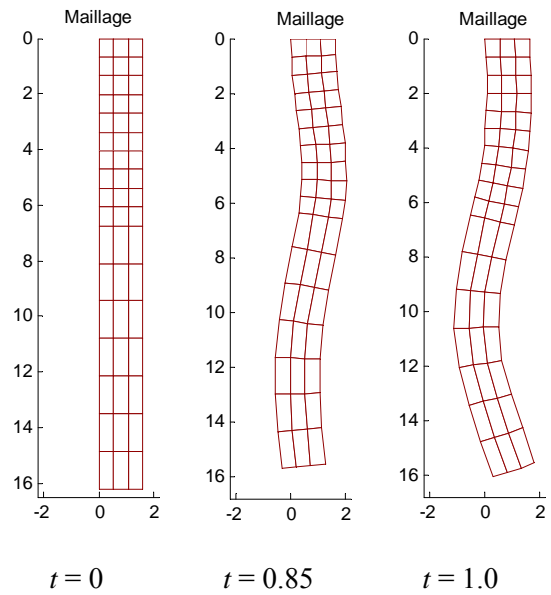 Maillage Maillage Maillage
0 0 0
2 2 2
4 4 4
6 6 6
8 8 8
10 10 10
12 12 12
14 14 14
16 16 16
-2 0 2 -2 0 2 -2 0 2
t = 0 t = 0.85 t = 1.0